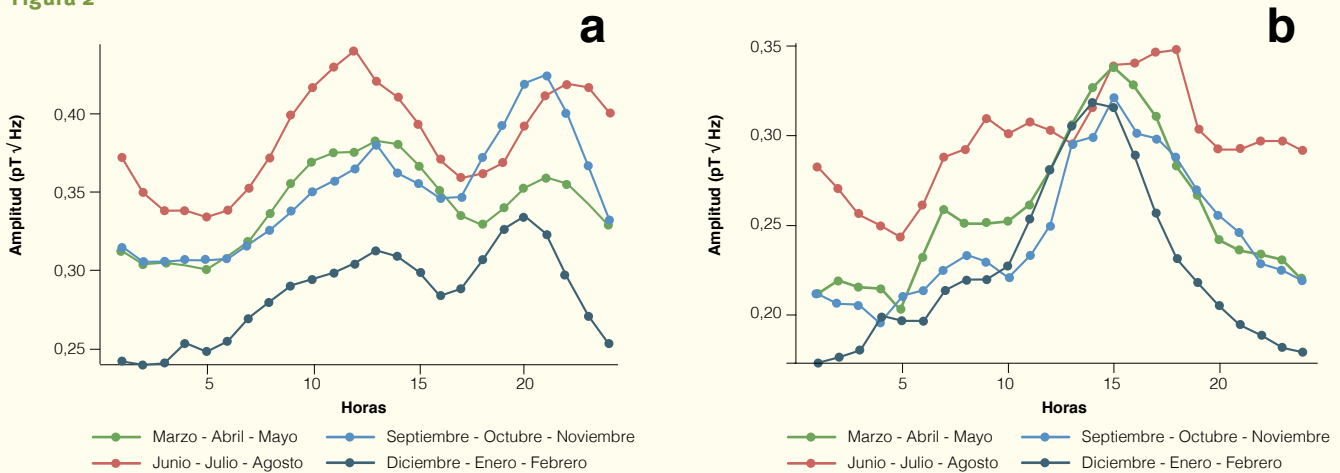 Figura 2
a
Amplitud (pT √ Hz)
0,40
0,35
0,30
0,25
5 10 15 20
Horas
Marzo - Abril - Mayo
Septiembre - Octubre - Noviembre
Junio - Julio - Agosto
Diciembre - Enero - Febrero
b
Amplitud (pT √ Hz)
0,35
0,30
0,25
0,20
5 10 15 20
Horas
Marzo - Abril - Mayo
Septiembre - Octubre - Noviembre
Junio - Julio - Agosto
Diciembre - Enero - Febrero